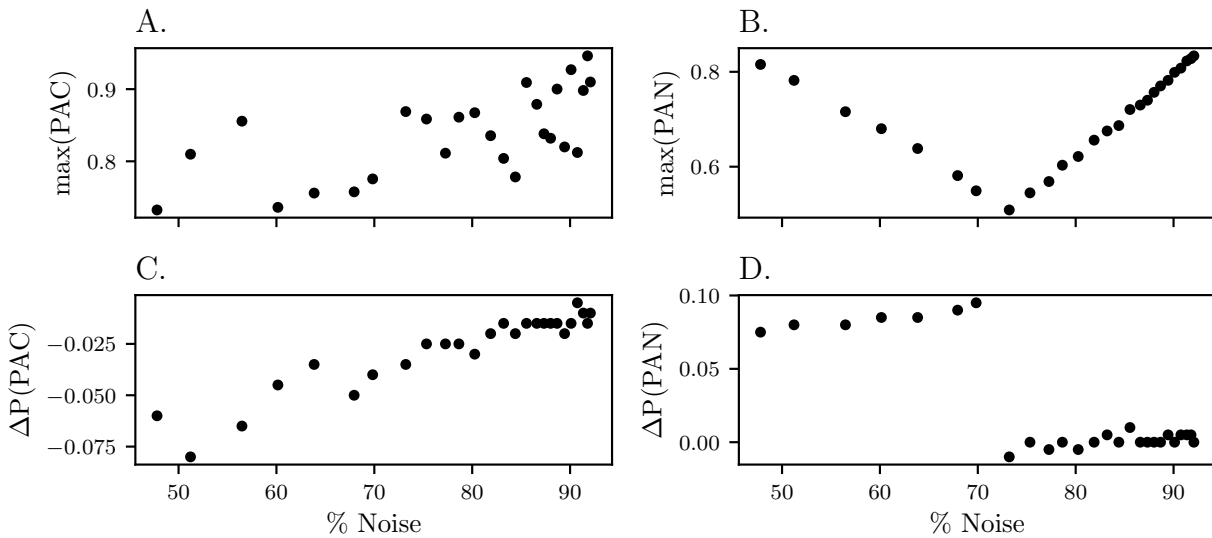 A.
max(PAC)
0.9
0.8
B.
max(PAN)
0.8
0.6
C.
ΔP(PAC)
−0.025
−0.050
−0.075
50 60 70 80 90
% Noise
D.
ΔP(PAN)
0.10
0.05
0.00
50 60 70 80 90
% Noise